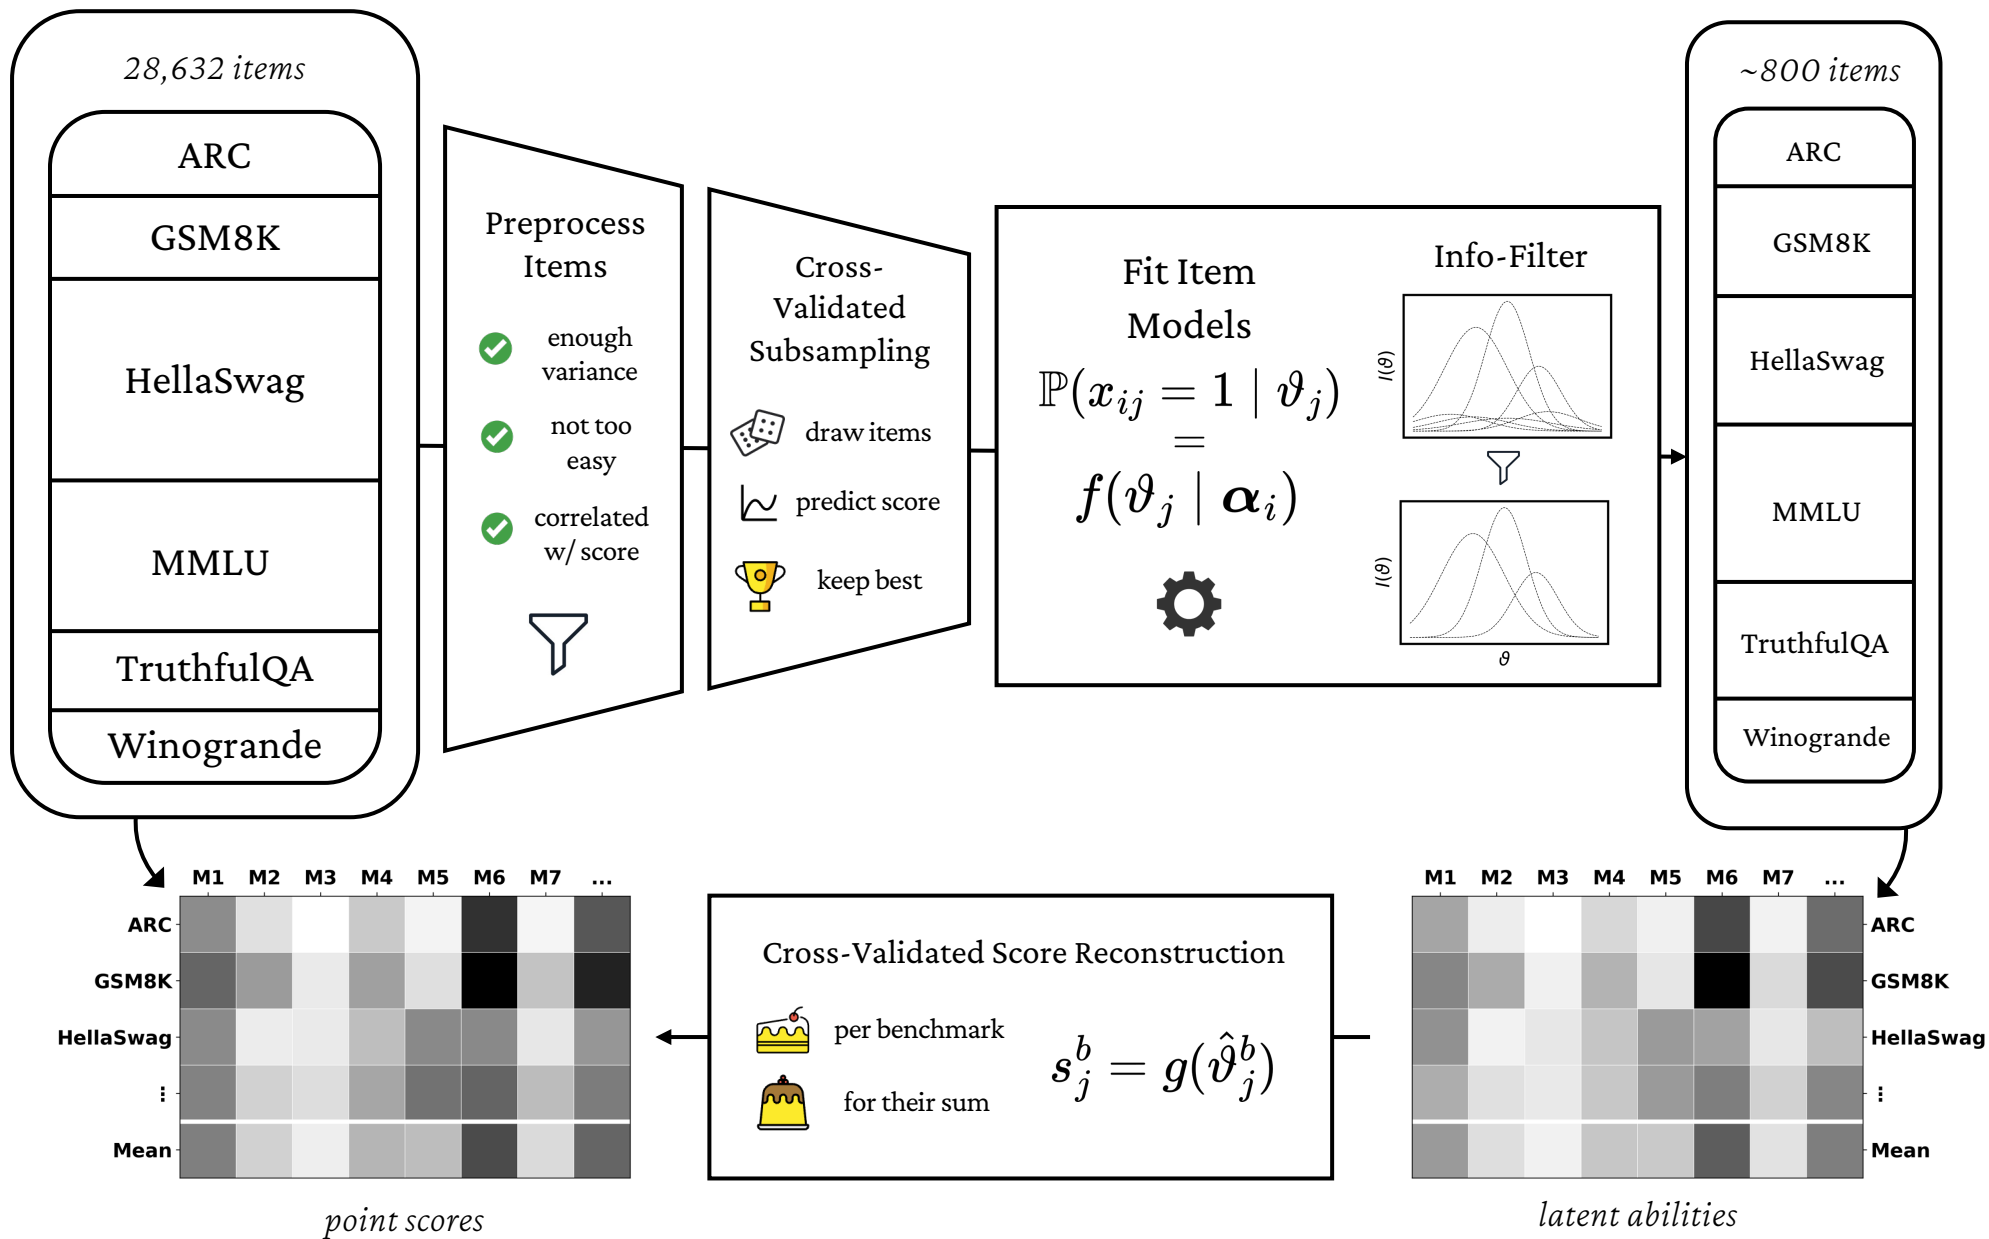 28,632 items
ARC
GSM8K
HellaSwag
MMLU
TruthfulQA
Winogrande
Preprocess
Items
enough
variance
not too
easy
correlated
w/ score
Cross-
Validated
Subsampling
draw items
predict score
keep best
Fit Item
Models
ℙ(x_{ij} = 1 | ϑ_j)
=
f(ϑ_j | α_i)
Info-Filter
I(ϑ)
I(ϑ)
ϑ
~800 items
ARC
GSM8K
HellaSwag
MMLU
TruthfulQA
Winogrande
M1 M2 M3 M4 M5 M6 M7 ...
ARC
GSM8K
HellaSwag
⋮
Mean
point scores
Cross-Validated Score Reconstruction
per benchmark
for their sum
s_j^b = g(ϑ̂_j^b)
M1 M2 M3 M4 M5 M6 M7 ...
ARC
GSM8K
HellaSwag
⋮
Mean
latent abilities